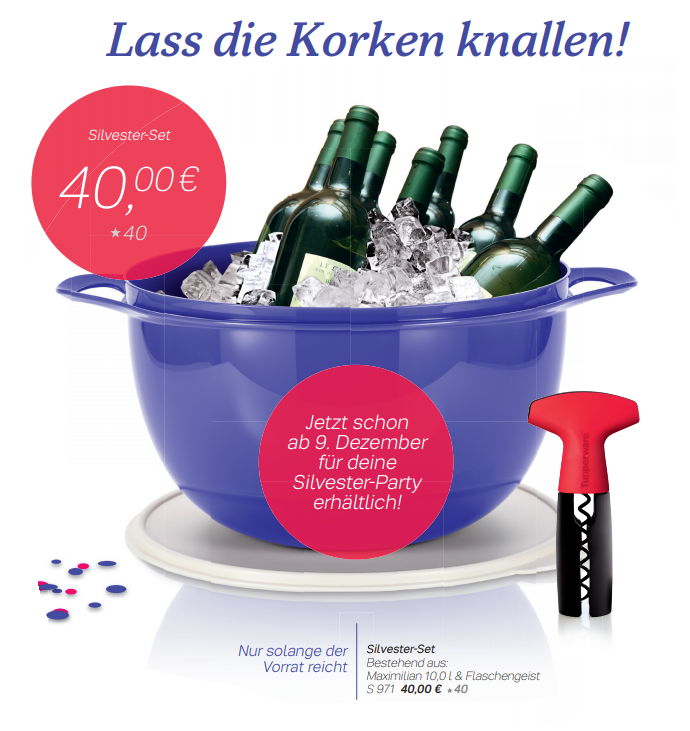 Lass die Korken knallen!
Silvester-Set
40,00 €
★40
Jetzt schon
ab 9. Dezember
für deine
Silvester-Party
erhältlich!
Tupperware
Nur solange der
Vorrat reicht
Silvester-Set
Bestehend aus:
Maximilian 10,0 l & Flaschengeist
S 971 40,00 € ★40